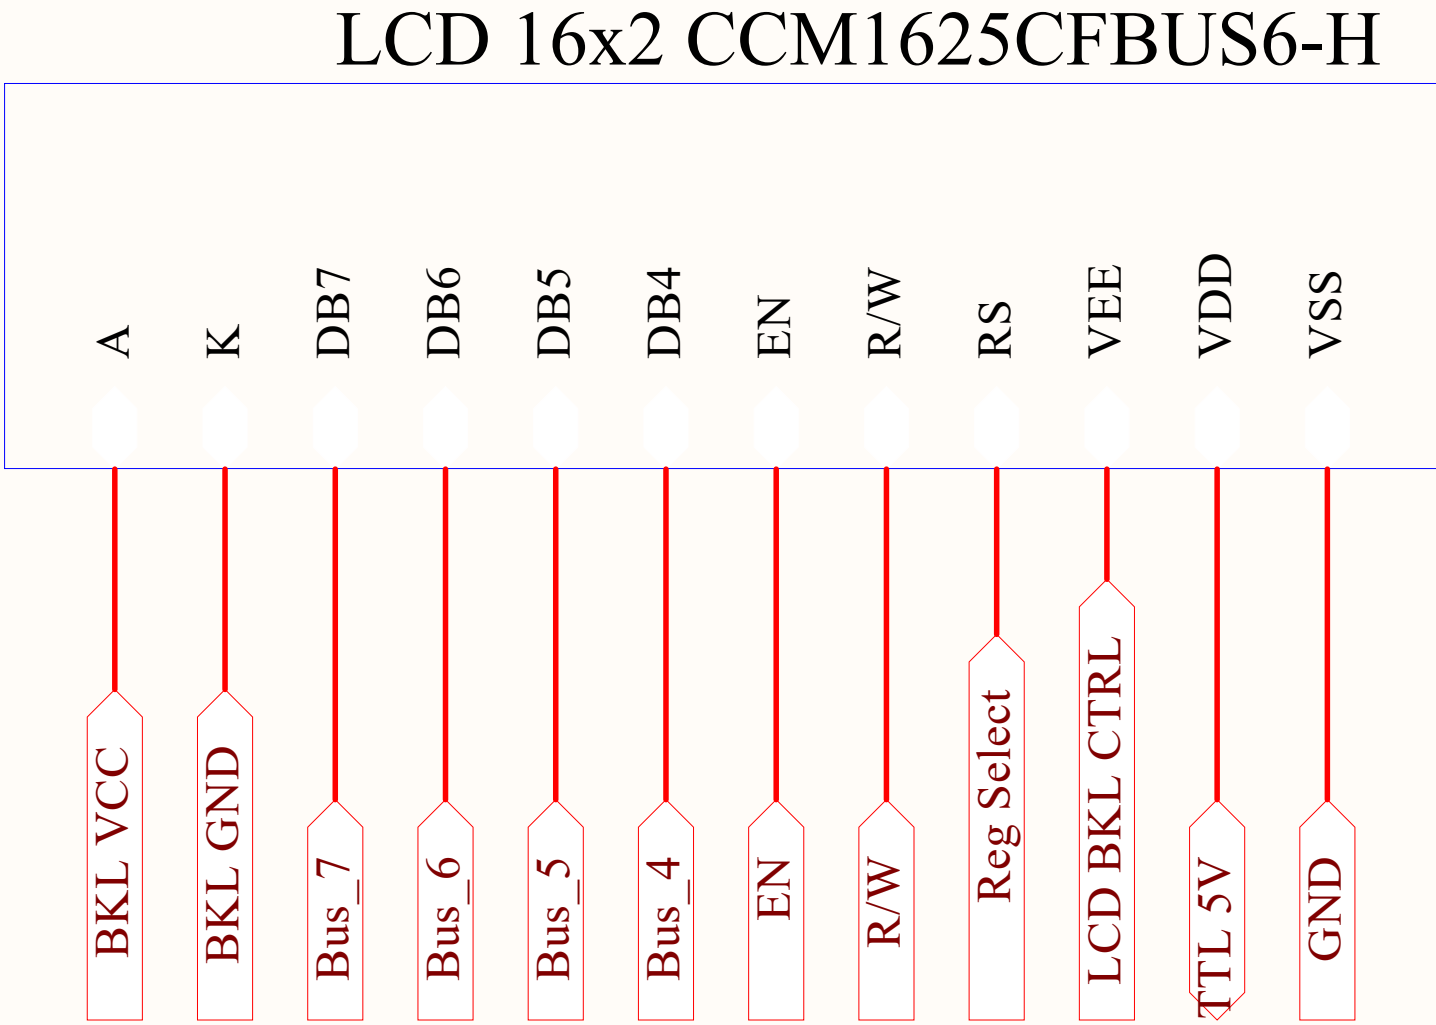 LCD 16x2 CCM1625CFBUS6-H
A
K
DB7
DB6
DB5
DB4
EN
R/W
RS
VEE
VDD
VSS
BKL VCC
BKL GND
Bus_7
Bus_6
Bus_5
Bus_4
EN
R/W
Reg Select
LCD BKL CTRL
TTL 5V
GND